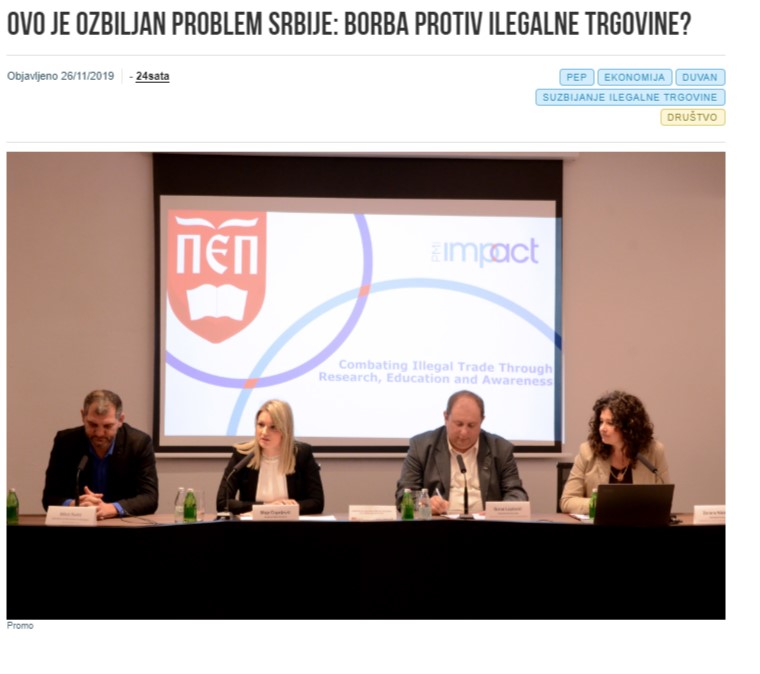 OVO JE OZBILJAN PROBLEM SRBIJE: BORBA PROTIV ILEGALNE TRGOVINE?
Objavljeno 26/11/2019 - 24sata
PEP EKONOMIJA DUVAN
SUZBIJANJE ILEGALNE TRGOVINE
DRUŠTVO
ПЕП
PMI impact
Combating Illegal Trade Through
Research, Education and Awareness
Promo